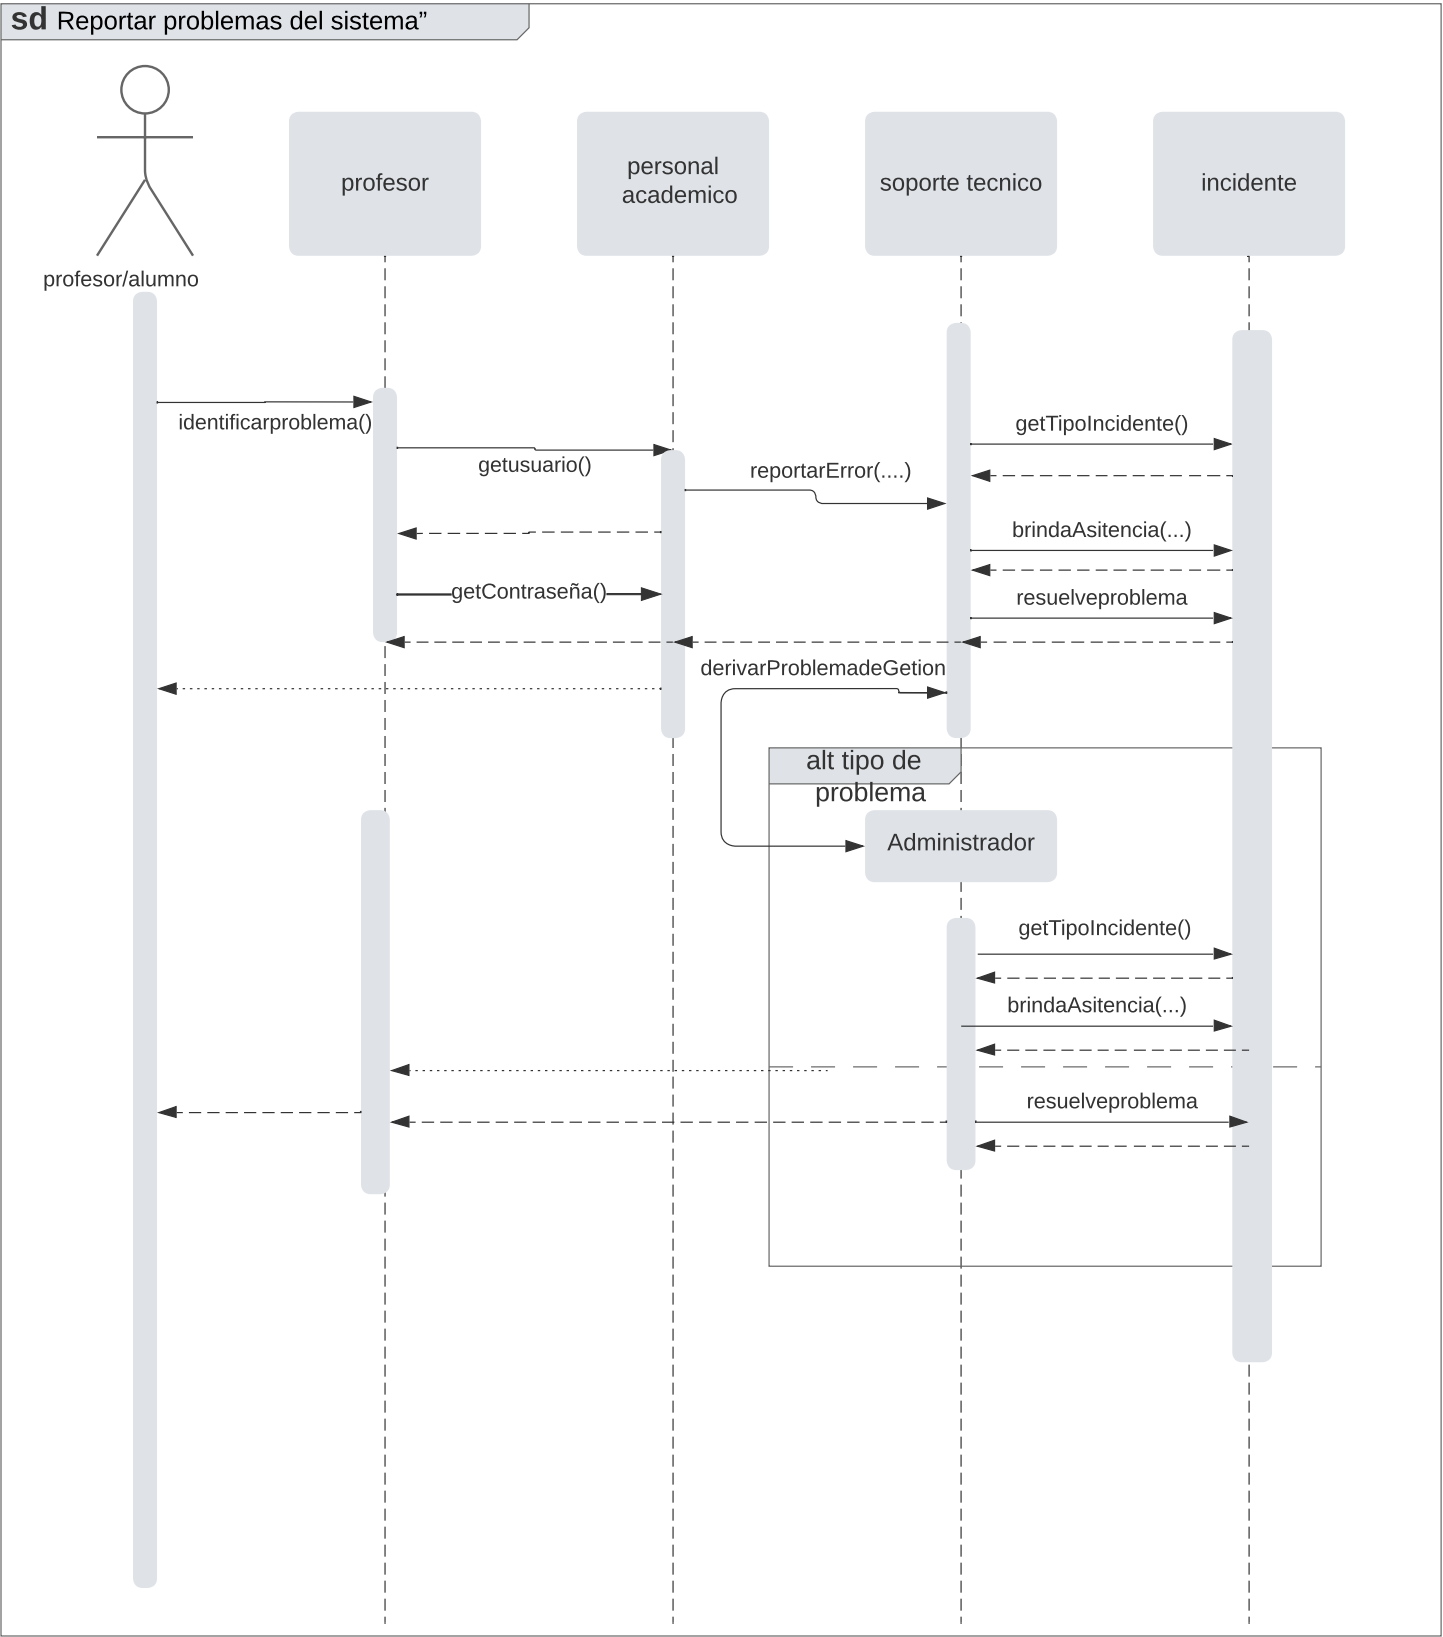 sd Reportar problemas del sistema”
profesor
personal
academico
soporte tecnico
incidente
profesor/alumno
identificarproblema()
getTipoIncidente()
getusuario()
reportarError(....)
brindaAsitencia(...)
getContraseña()
resuelveproblema
derivarProblemadeGetion
alt tipo de
problema
Administrador
getTipoIncidente()
brindaAsitencia(...)
resuelveproblema